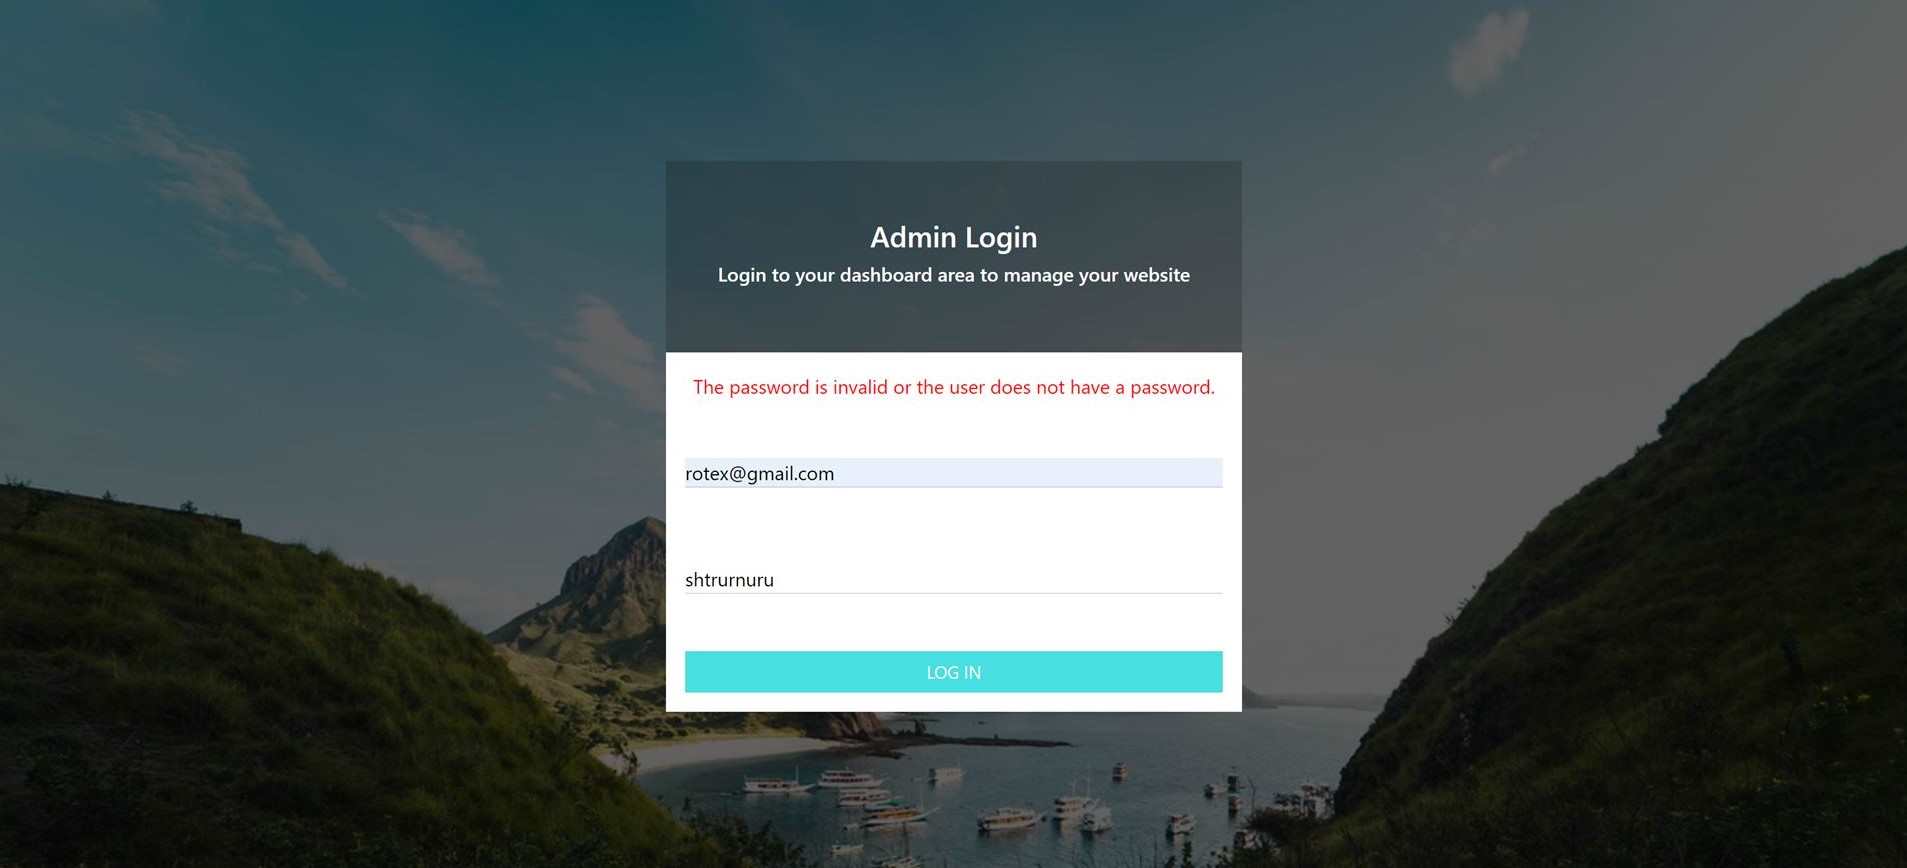 Admin Login
Login to your dashboard area to manage your website
The password is invalid or the user does not have a password.
rotex@gmail.com
shtrurnuru
LOG IN